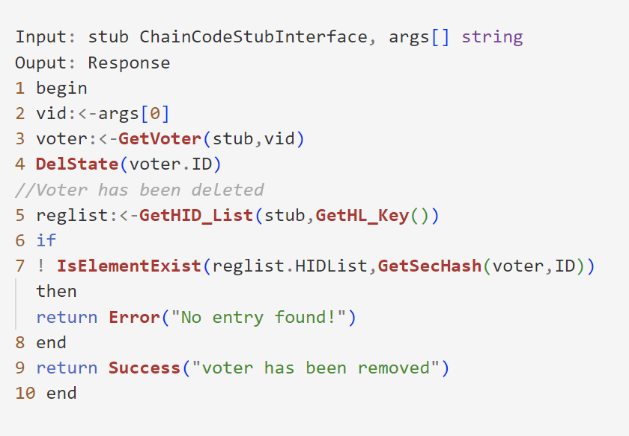 Input: stub ChainCodeStubInterface, args[] string
Ouput: Response
1 begin
2 vid:<-args[0]
3 voter:<-GetVoter(stub,vid)
4 DelState(voter.ID)
//Voter has been deleted
5 reglist:<-GetHID_List(stub,GetHL_Key())
6 if
7 ! IsElementExist(reglist.HIDList,GetSecHash(voter,ID))
then
return Error("No entry found!")
8 end
9 return Success("voter has been removed")
10 end